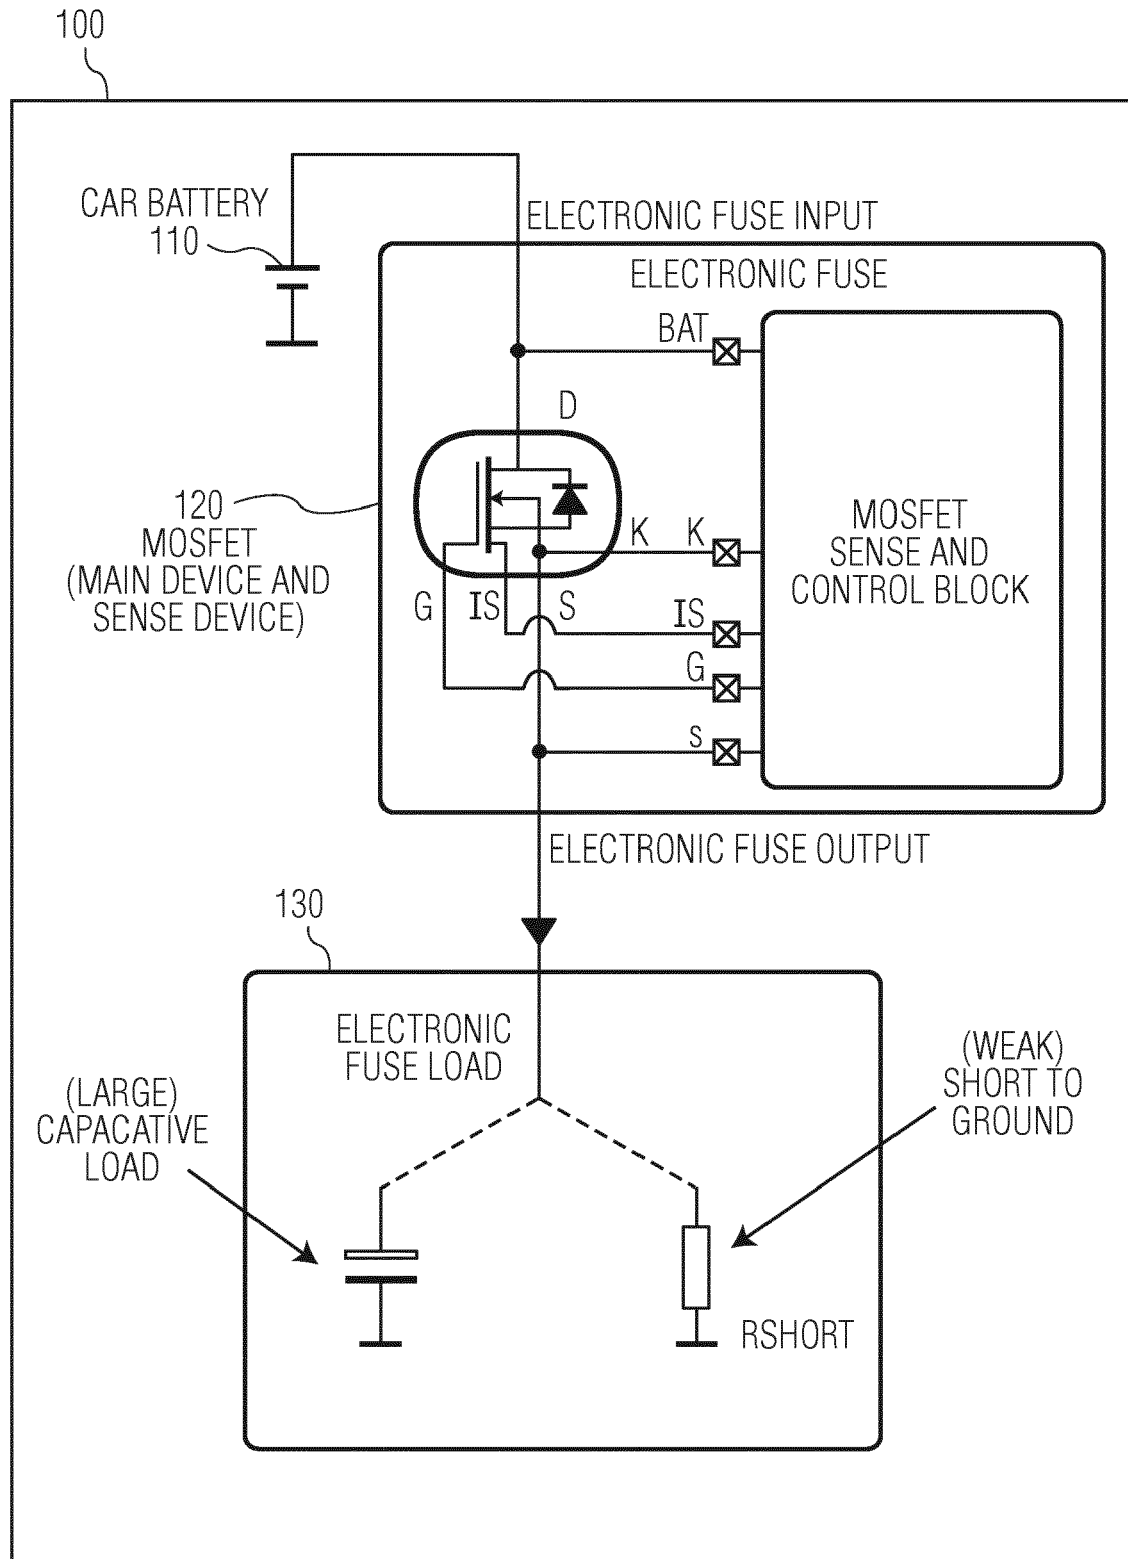 100
CAR BATTERY
110
ELECTRONIC FUSE INPUT
ELECTRONIC FUSE
BAT
D
120
MOSFET
(MAIN DEVICE AND
SENSE DEVICE)
K
K
MOSFET
SENSE AND
CONTROL BLOCK
G
IS
S
IS
G
s
ELECTRONIC FUSE OUTPUT
130
ELECTRONIC
FUSE LOAD
(LARGE)
CAPACATIVE
LOAD
(WEAK)
SHORT TO
GROUND
RSHORT